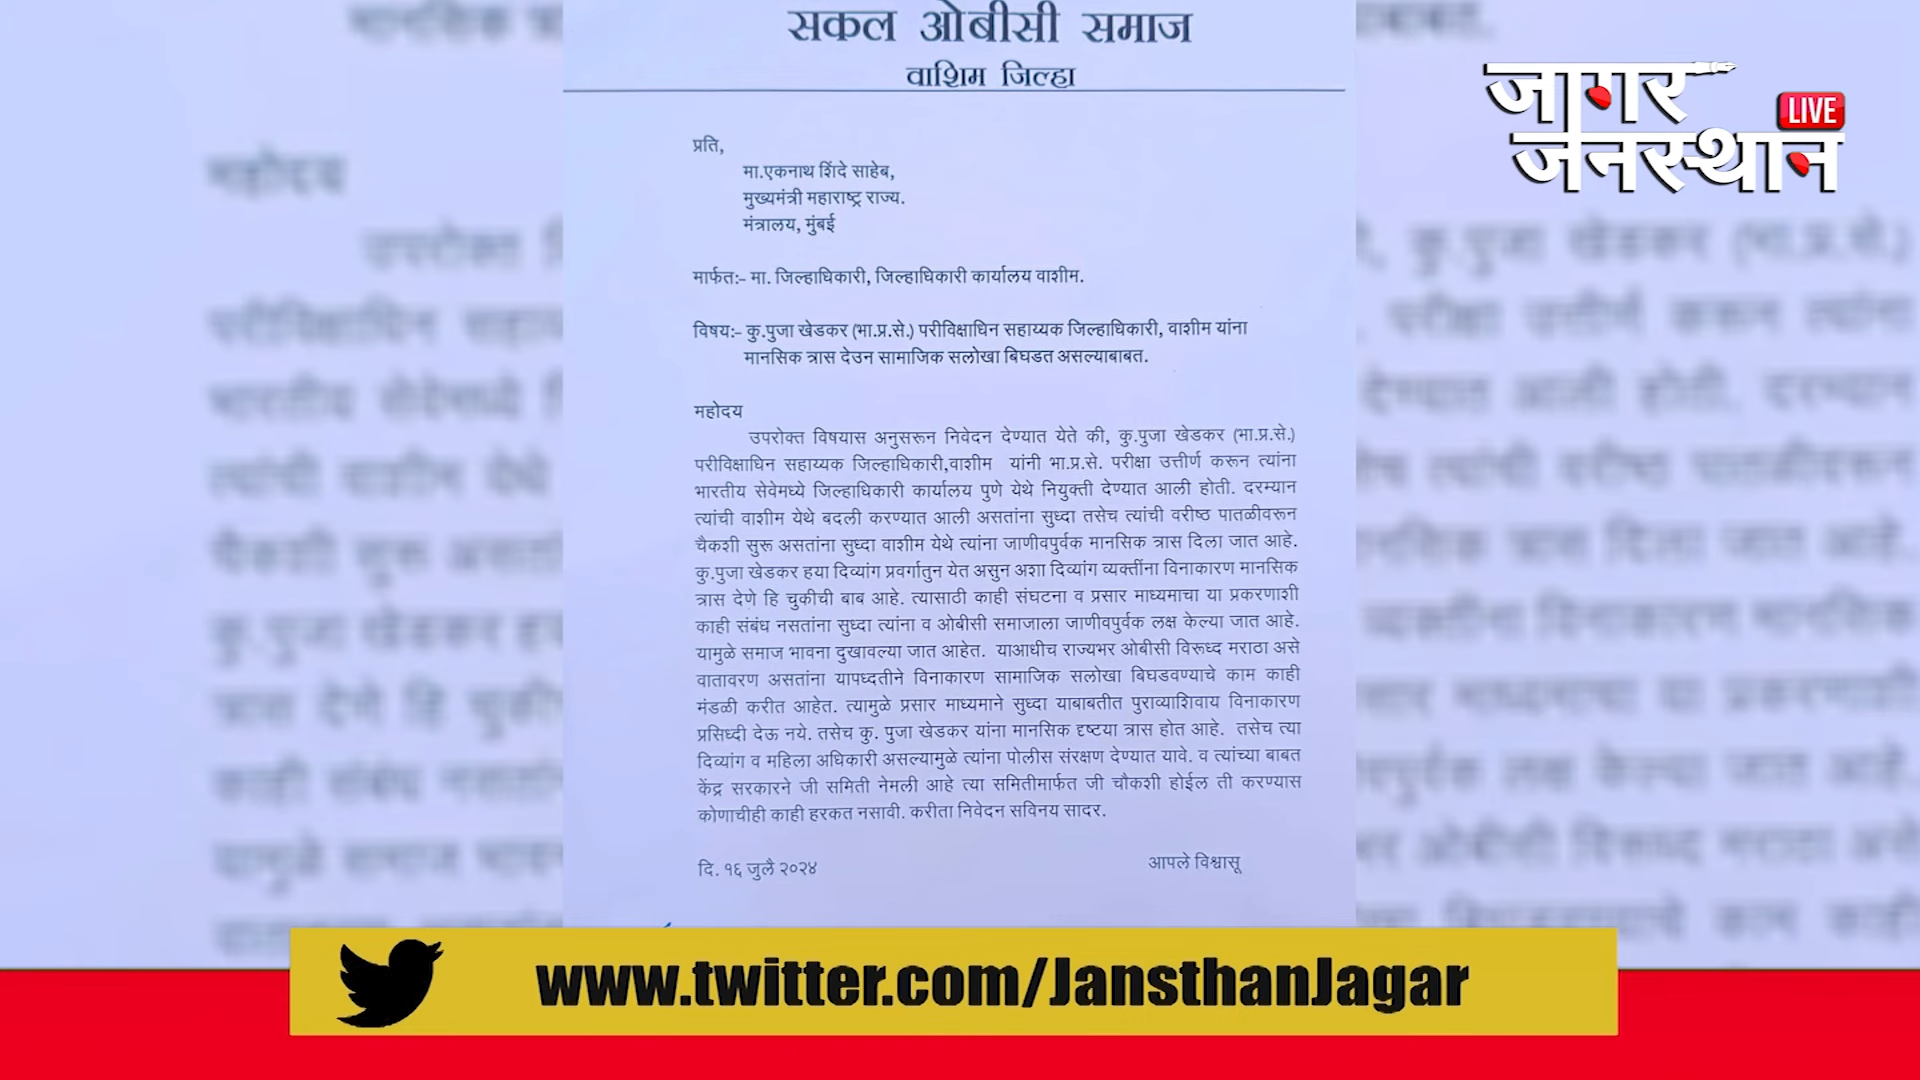 सकल ओबीसी समाज
वाशिम जिल्हा
जागर
LIVE
जनस्थान
प्रति,
मा.एकनाथ शिंदे साहेब,
मुख्यमंत्री महाराष्ट्र राज्य.
मंत्रालय, मुंबई
मार्फतः- मा. जिल्हाधिकारी, जिल्हाधिकारी कार्यालय वाशीम.
विषयः- कु.पुजा खेडकर (भा.प्र.से.) परीविक्षाधिन सहाय्यक जिल्हाधिकारी, वाशीम यांना
मानसिक त्रास देउन सामाजिक सलोखा बिघडत असल्याबाबत.
महोदय
उपरोक्त विषयास अनुसरून निवेदन देण्यात येते की, कु.पुजा खेडकर (भा.प्र.से.)
परीविक्षाधिन सहाय्यक जिल्हाधिकारी,वाशीम यांनी भा.प्र.से. परीक्षा उत्तीर्ण करून त्यांना
भारतीय सेवेमध्ये जिल्हाधिकारी कार्यालय पुणे येथे नियुक्ती देण्यात आली होती. दरम्यान
त्यांची वाशीम येथे बदली करण्यात आली असतांना सुध्दा तसेच त्यांची वरीष्ठ पातळीवरून
चैकशी सुरू असतांना सुध्दा वाशीम येथे त्यांना जाणीवपुर्वक मानसिक त्रास दिला जात आहे.
कु.पुजा खेडकर हया दिव्यांग प्रवर्गातुन येत असुन अशा दिव्यांग व्यक्तींना विनाकारण मानसिक
त्रास देणे हि चुकीची बाब आहे. त्यासाठी काही संघटना व प्रसार माध्यमाचा या प्रकरणाशी
काही संबंध नसतांना सुध्दा त्यांना व ओबीसी समाजाला जाणीवपुर्वक लक्ष केल्या जात आहे.
यामुळे समाज भावना दुखावल्या जात आहेत. याआधीच राज्यभर ओबीसी विरूध्द मराठा असे
वातावरण असतांना यापध्दतीने विनाकारण सामाजिक सलोखा बिघडवण्याचे काम काही
मंडळी करीत आहेत. त्यामुळे प्रसार माध्यमाने सुध्दा याबाबतीत पुराव्याशिवाय विनाकारण
प्रसिध्दी देऊ नये. तसेच कु. पुजा खेडकर यांना मानसिक दृष्टया त्रास होत आहे. तसेच त्या
दिव्यांग व महिला अधिकारी असल्यामुळे त्यांना पोलीस संरक्षण देण्यात यावे. व त्यांच्या बाबत
केंद्र सरकारने जी समिती नेमली आहे त्या समितीमार्फत जी चौकशी होईल ती करण्यास
कोणाचीही काही हरकत नसावी. करीता निवेदन सविनय सादर.
दि. १६ जुलै २०२४
आपले विश्वासू
www.twitter.com/JansthanJagar